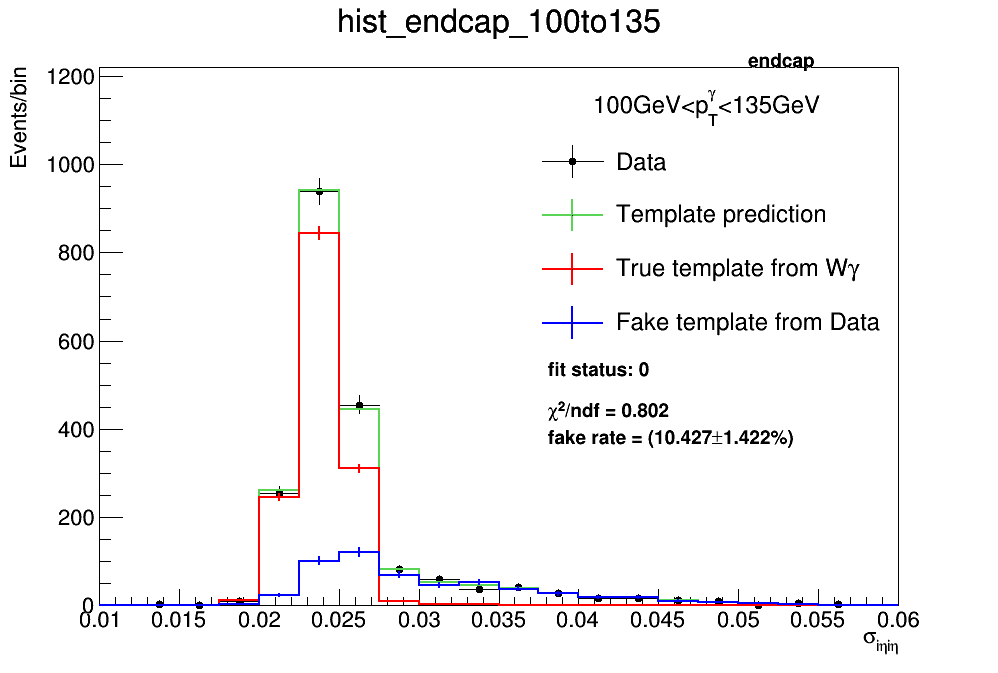 hist_endcap_100to135
endcap
Events/bin
1200
1000
800
600
400
200
0
100GeV<p_T^γ<135GeV
Data
Template prediction
True template from Wγ
Fake template from Data
fit status: 0
χ²/ndf = 0.802
fake rate = (10.427±1.422%)
0.01 0.015 0.02 0.025 0.03 0.035 0.04 0.045 0.05 0.055 0.06
σ_iηiη